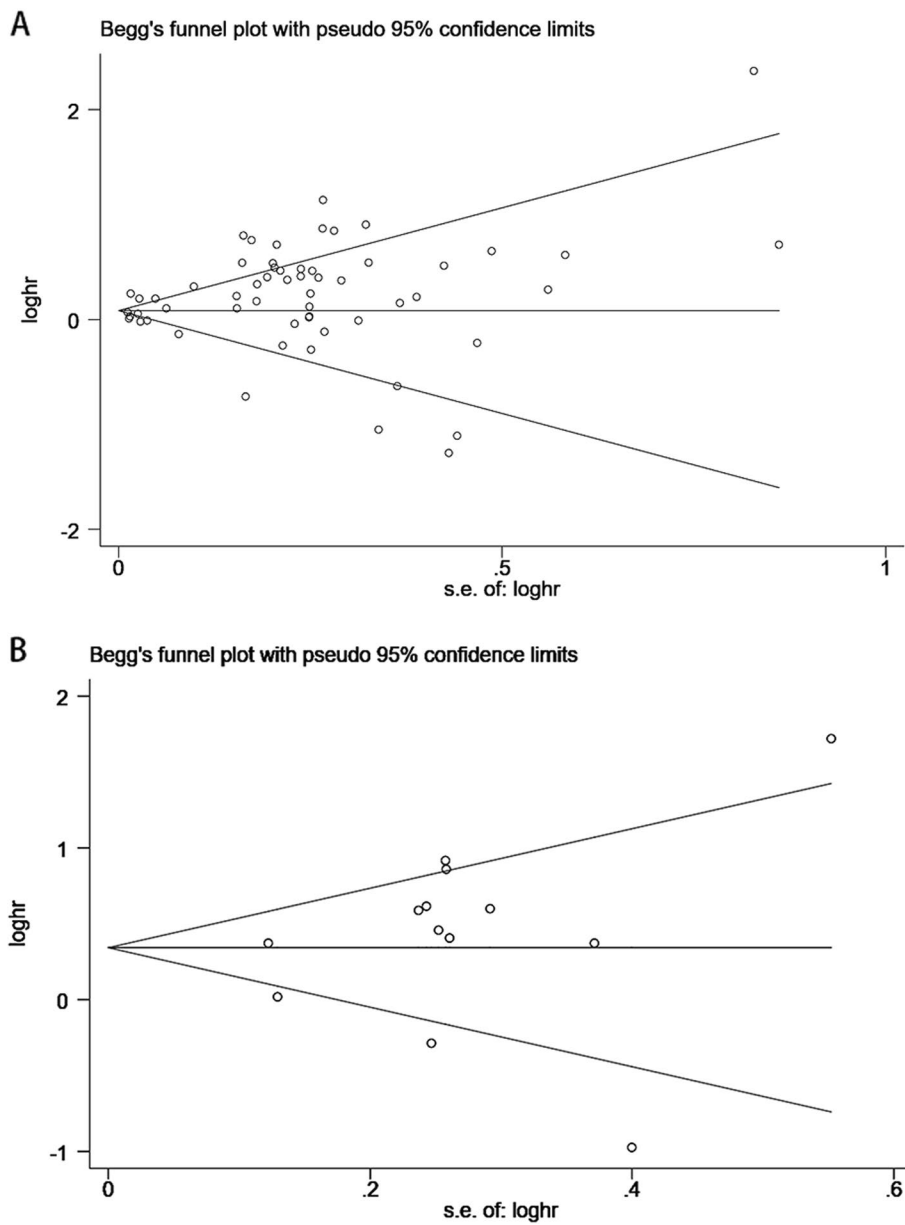 A
Begg's funnel plot with pseudo 95% confidence limits
loghr
2
0
-2
0
.5
1
s.e. of: loghr
B
Begg's funnel plot with pseudo 95% confidence limits
loghr
2
1
0
-1
0
.2
.4
.6
s.e. of: loghr